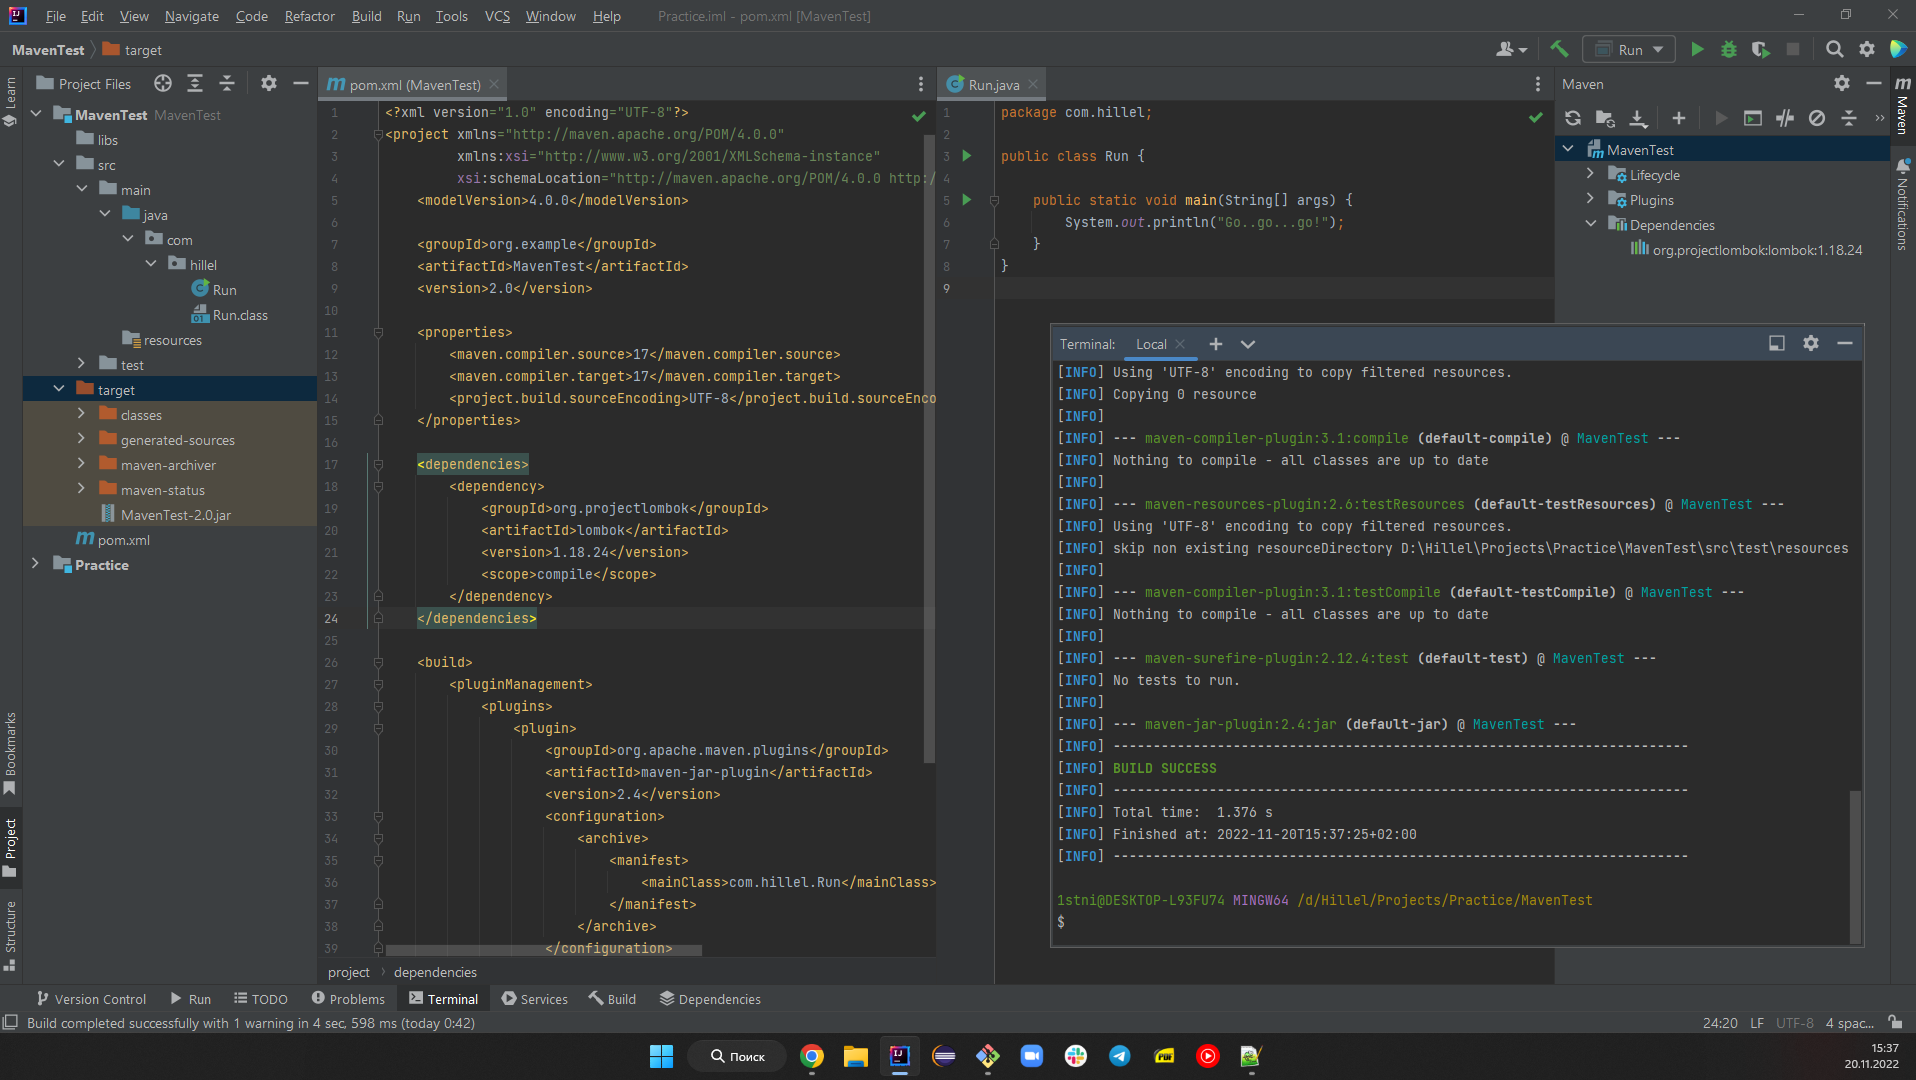 File Edit View Navigate Code Refactor Build Run Tools VCS Window Help Practice.iml - pom.xml [MavenTest]
MavenTest target
Run
Learn
Project Files
MavenTest MavenTest
libs
src
main
java
com
hillel
Run
Run.class
resources
test
target
classes
generated-sources
maven-archiver
maven-status
MavenTest-2.0.jar
pom.xml
Practice
Bookmarks
Project
Structure
pom.xml (MavenTest)
1 <?xml version="1.0" encoding="UTF-8"?>
2 <project xmlns="http://maven.apache.org/POM/4.0.0"
3 xmlns:xsi="http://www.w3.org/2001/XMLSchema-instance"
4 xsi:schemaLocation="http://maven.apache.org/POM/4.0.0 http:/
5 <modelVersion>4.0.0</modelVersion>
6
7 <groupId>org.example</groupId>
8 <artifactId>MavenTest</artifactId>
9 <version>2.0</version>
10
11 <properties>
12 <maven.compiler.source>17</maven.compiler.source>
13 <maven.compiler.target>17</maven.compiler.target>
14 <project.build.sourceEncoding>UTF-8</project.build.sourceEnco
15 </properties>
16
17 <dependencies>
18 <dependency>
19 <groupId>org.projectlombok</groupId>
20 <artifactId>lombok</artifactId>
21 <version>1.18.24</version>
22 <scope>compile</scope>
23 </dependency>
24 </dependencies>
25
26 <build>
27 <pluginManagement>
28 <plugins>
29 <plugin>
30 <groupId>org.apache.maven.plugins</groupId>
31 <artifactId>maven-jar-plugin</artifactId>
32 <version>2.4</version>
33 <configuration>
34 <archive>
35 <manifest>
36 <mainClass>com.hillel.Run</mainClass>
37 </manifest>
38 </archive>
39 </configuration>
project dependencies
Run.java
1 package com.hillel;
2
3 public class Run {
4
5 public static void main(String[] args) {
6 System.out.println("Go..go...go!");
7 }
8 }
9
Maven
MavenTest
Lifecycle
Plugins
Dependencies
org.projectlombok:lombok:1.18.24
Maven
Notifications
Terminal: Local
[INFO] Using 'UTF-8' encoding to copy filtered resources.
[INFO] Copying 0 resource
[INFO]
[INFO] --- maven-compiler-plugin:3.1:compile (default-compile) @ MavenTest ---
[INFO] Nothing to compile - all classes are up to date
[INFO]
[INFO] --- maven-resources-plugin:2.6:testResources (default-testResources) @ MavenTest ---
[INFO] Using 'UTF-8' encoding to copy filtered resources.
[INFO] skip non existing resourceDirectory D:\Hillel\Projects\Practice\MavenTest\src\test\resources
[INFO]
[INFO] --- maven-compiler-plugin:3.1:testCompile (default-testCompile) @ MavenTest ---
[INFO] Nothing to compile - all classes are up to date
[INFO]
[INFO] --- maven-surefire-plugin:2.12.4:test (default-test) @ MavenTest ---
[INFO] No tests to run.
[INFO]
[INFO] --- maven-jar-plugin:2.4:jar (default-jar) @ MavenTest ---
[INFO] ------------------------------------------------------------------------
[INFO] BUILD SUCCESS
[INFO] ------------------------------------------------------------------------
[INFO] Total time:  1.376 s
[INFO] Finished at: 2022-11-20T15:37:25+02:00
[INFO] ------------------------------------------------------------------------
1stni@DESKTOP-L93FU74 MINGW64 /d/Hillel/Projects/Practice/MavenTest
$
Version Control Run TODO Problems Terminal Services Build Dependencies
Build completed successfully with 1 warning in 4 sec, 598 ms (today 0:42)
24:20 LF UTF-8 4 spac...
Поиск
15:37
20.11.2022